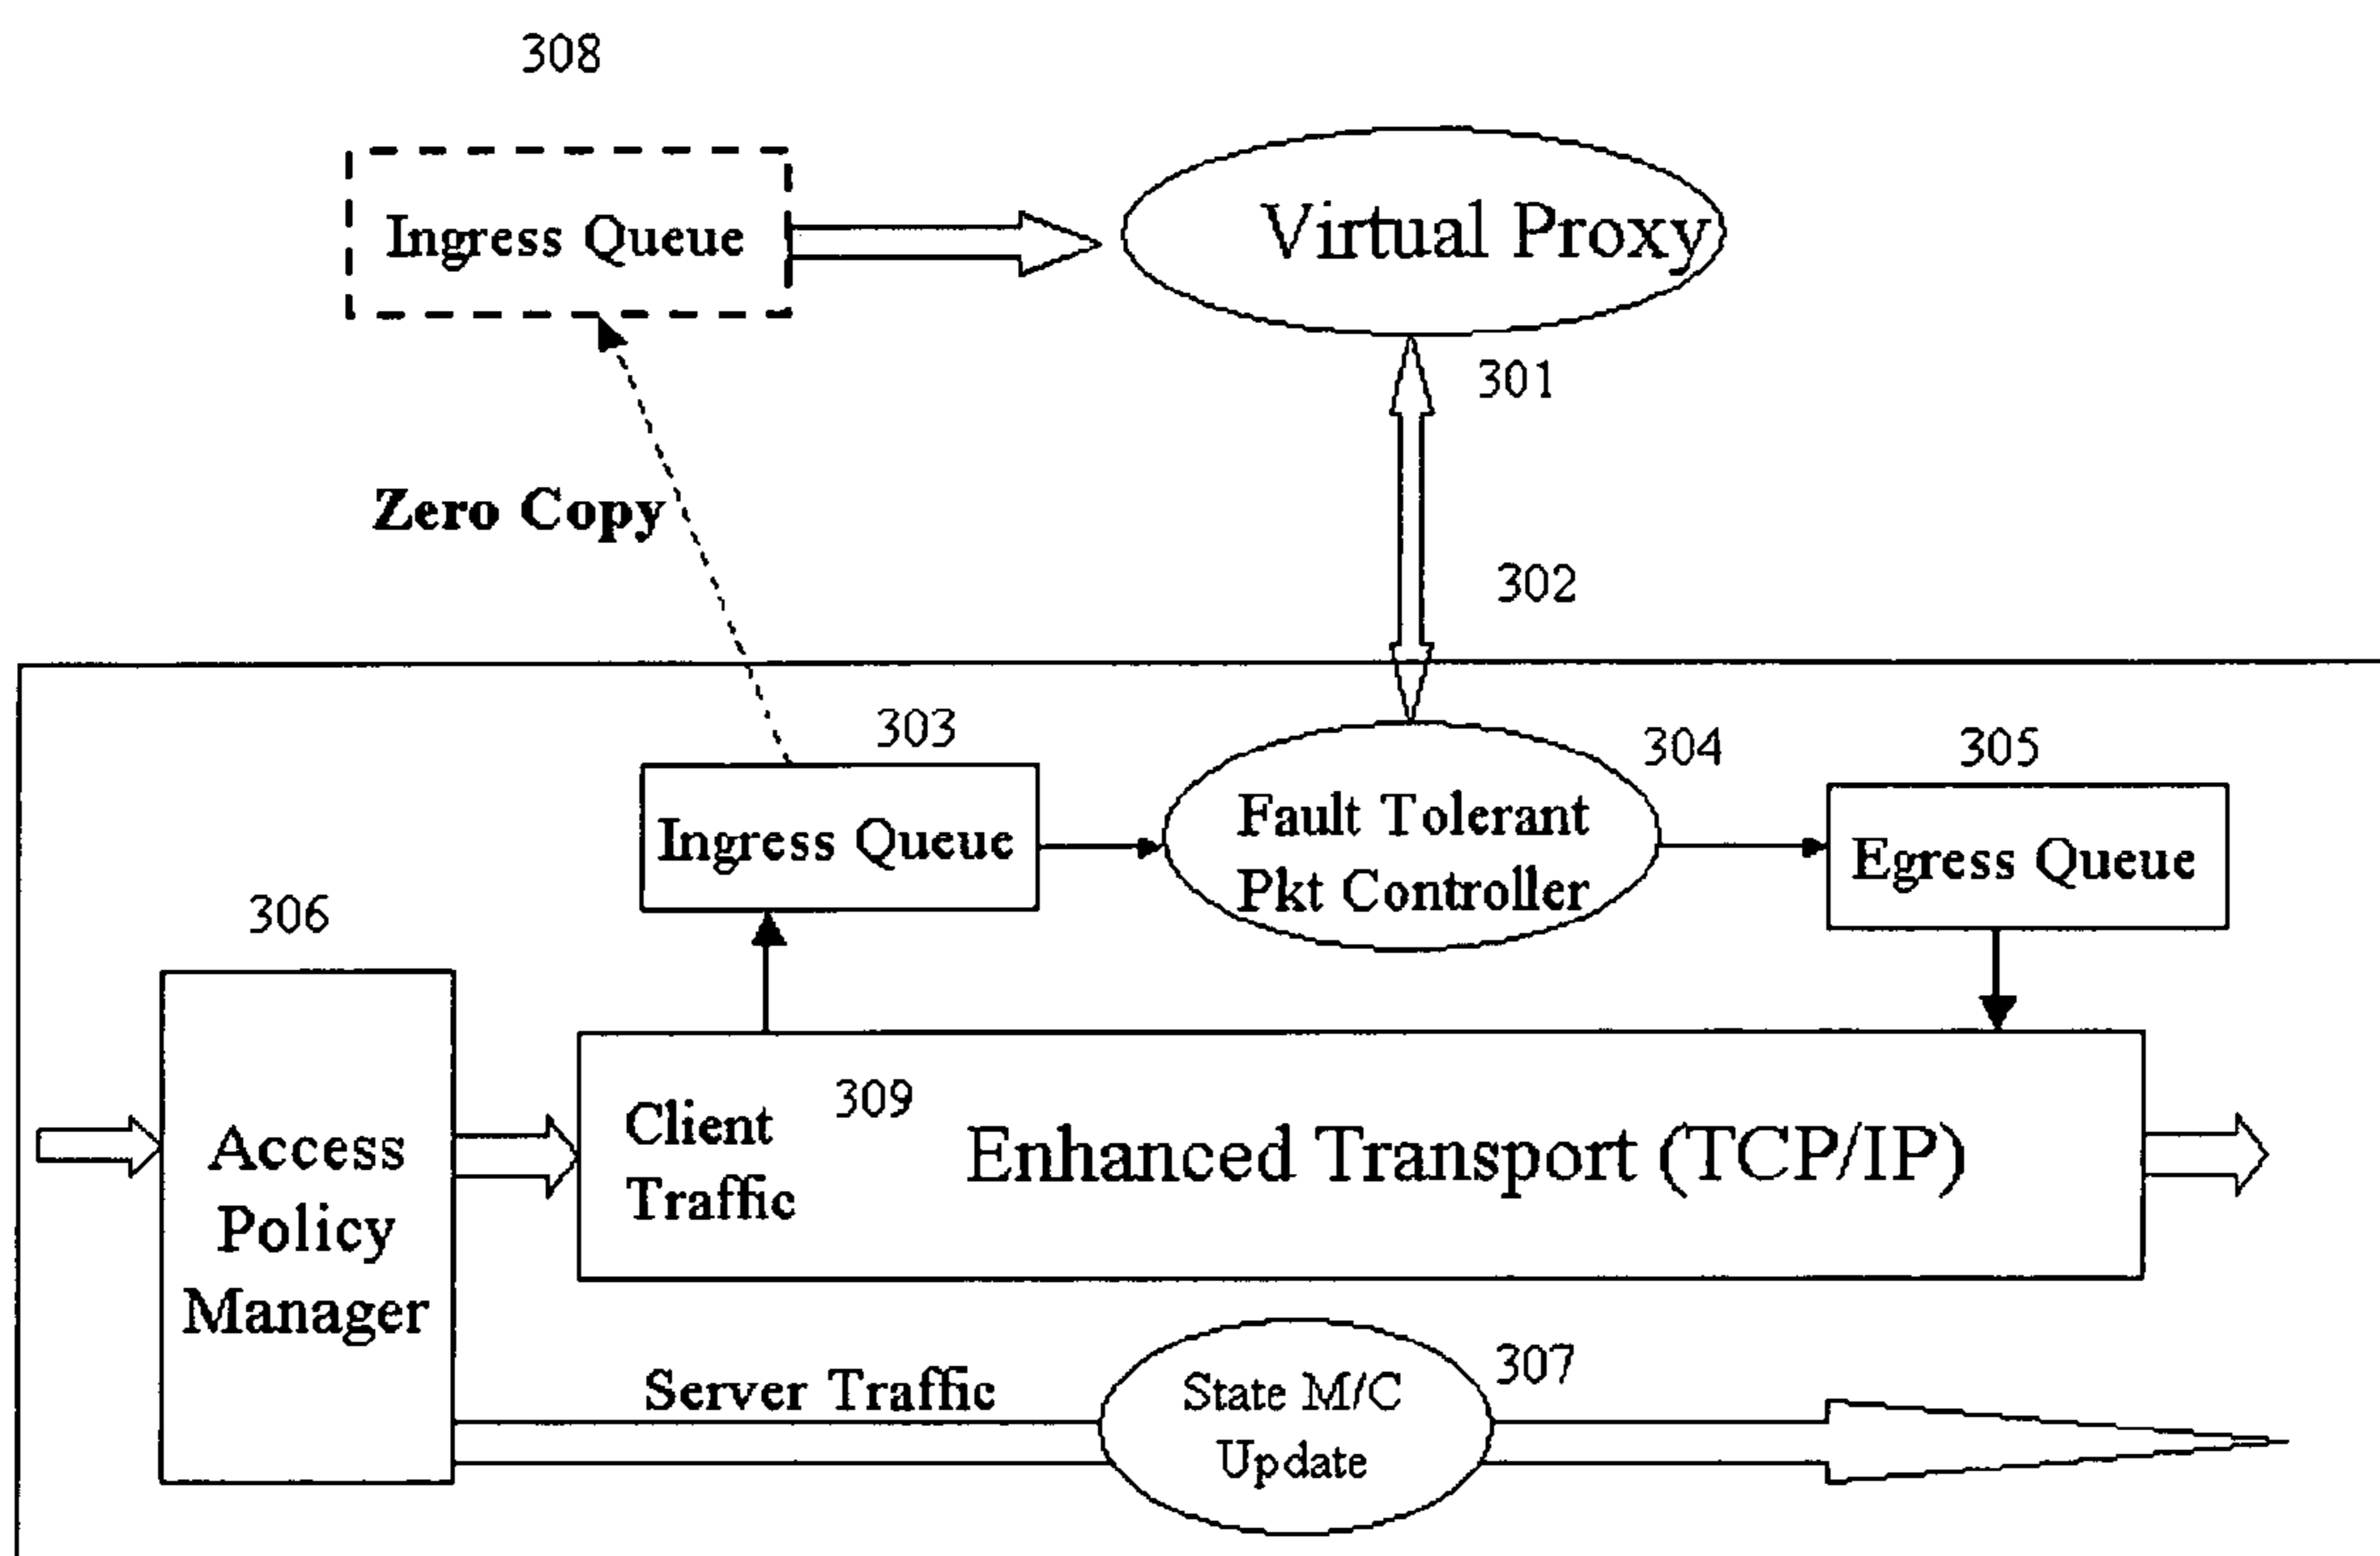 308
Ingress Queue
Virtual Proxy
301
Zero Copy
302
303
304
305
Ingress Queue
Fault Tolerant
Pkt Controller
Egress Queue
306
Access
Policy
Manager
Client
Traffic
309
Enhanced Transport (TCP/IP)
Server Traffic
State M/C
Update
307